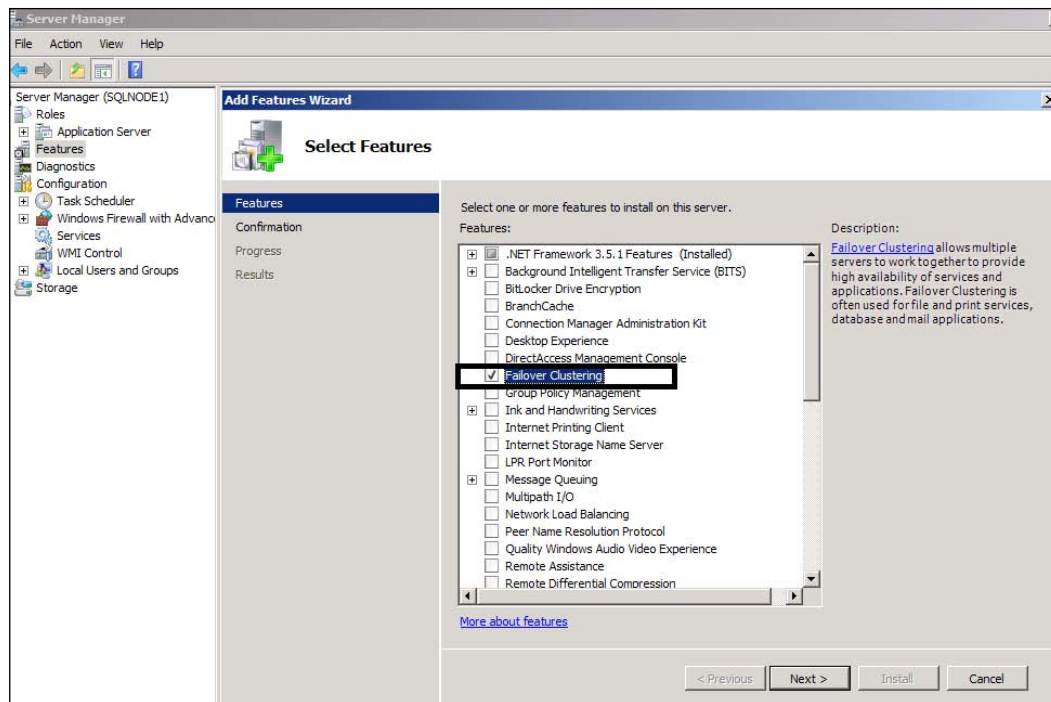 Server Manager
File Action View Help
Server Manager (SQLNODE1)
Roles
Application Server
Features
Diagnostics
Configuration
Task Scheduler
Windows Firewall with Advanc
Services
WMI Control
Local Users and Groups
Storage
Add Features Wizard
Select Features
Features
Confirmation
Progress
Results
Select one or more features to install on this server.
Features:
.NET Framework 3.5.1 Features (Installed)
Background Intelligent Transfer Service (BITS)
BitLocker Drive Encryption
BranchCache
Connection Manager Administration Kit
Desktop Experience
DirectAccess Management Console
Failover Clustering
Group Policy Management
Ink and Handwriting Services
Internet Printing Client
Internet Storage Name Server
LPR Port Monitor
Message Queuing
Multipath I/O
Network Load Balancing
Peer Name Resolution Protocol
Quality Windows Audio Video Experience
Remote Assistance
Remote Differential Compression
More about features
Description:
Failover Clustering allows multiple
servers to work together to provide
high availability of services and
applications. Failover Clustering is
often used for file and print services,
database and mail applications.
< Previous Next > Install Cancel